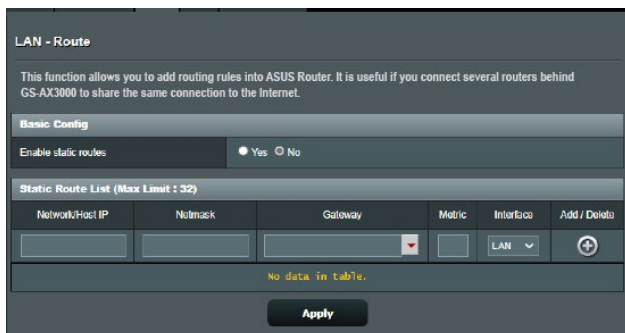 LAN - Route
This function allows you to add routing rules into ASUS Router. It is useful if you connect several routers behind
GS-AX3000 to share the same connection to the Internet.
Basic Config
Enable static routes Yes No
Static Route List (Max Limit : 32)
Network/Host IP Netmask Gateway Metric Interface Add / Delete
LAN
No data in table.
Apply